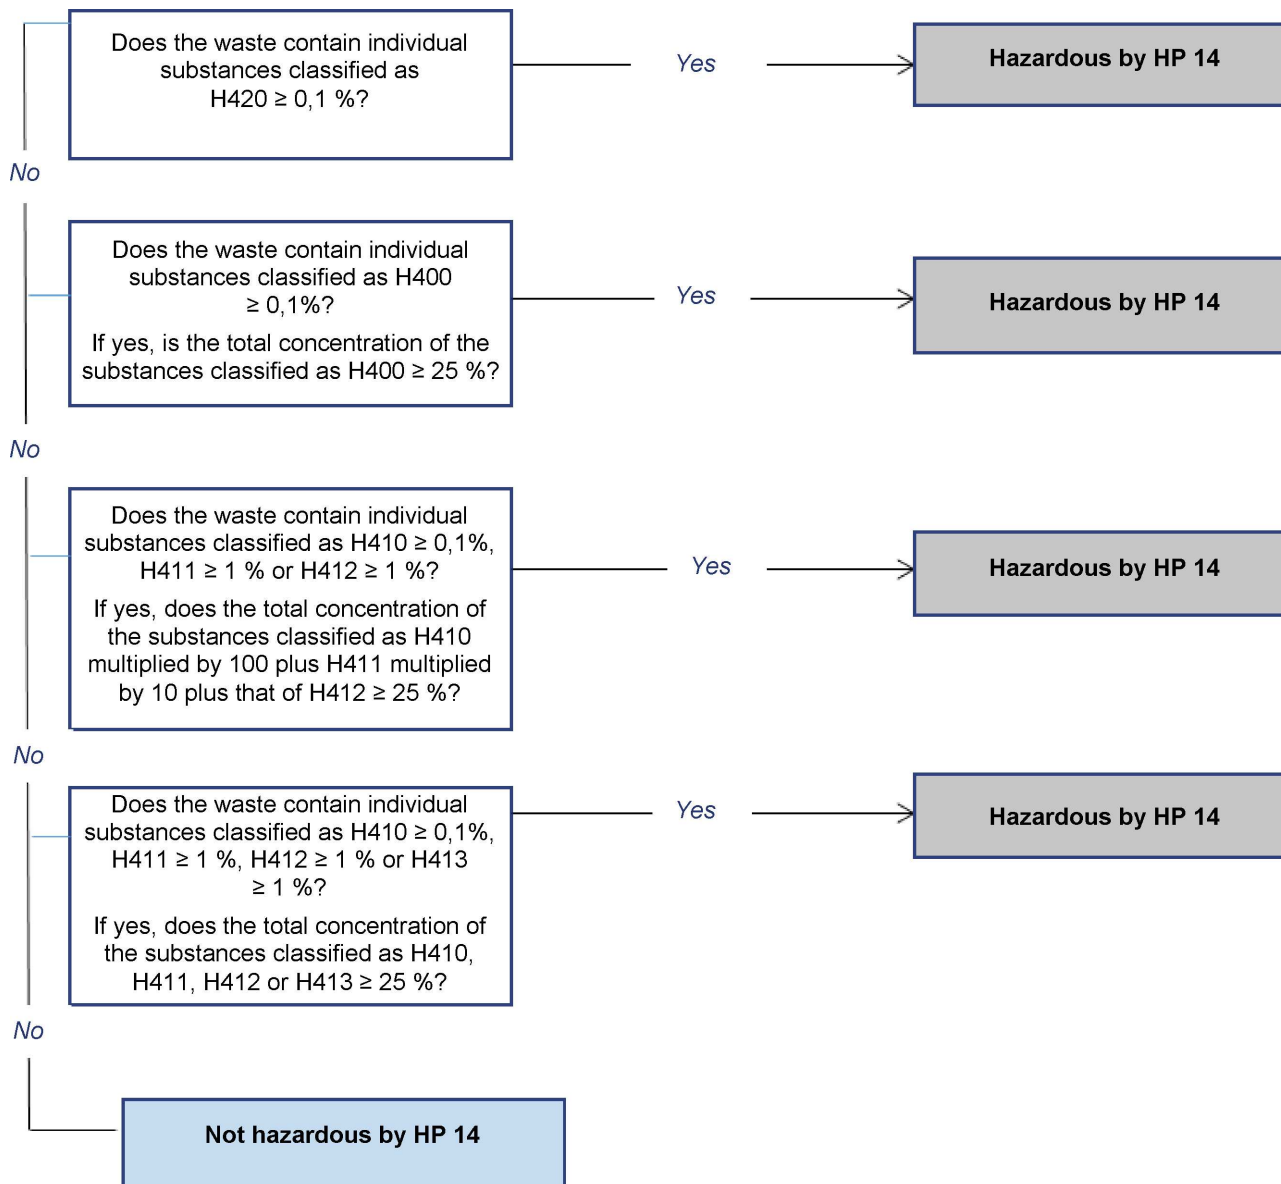 Does the waste contain individual
substances classified as
H420 ≥ 0,1 %?
Yes
Hazardous by HP 14
No
Does the waste contain individual
substances classified as H400
≥ 0,1%?
If yes, is the total concentration of the
substances classified as H400 ≥ 25 %?
Yes
Hazardous by HP 14
No
Does the waste contain individual
substances classified as H410 ≥ 0,1%,
H411 ≥ 1 % or H412 ≥ 1 %?
If yes, does the total concentration of
the substances classified as H410
multiplied by 100 plus H411 multiplied
by 10 plus that of H412 ≥ 25 %?
Yes
Hazardous by HP 14
No
Does the waste contain individual
substances classified as H410 ≥ 0,1%,
H411 ≥ 1 %, H412 ≥ 1 % or H413
≥ 1 %?
If yes, does the total concentration of
the substances classified as H410,
H411, H412 or H413 ≥ 25 %?
Yes
Hazardous by HP 14
No
Not hazardous by HP 14